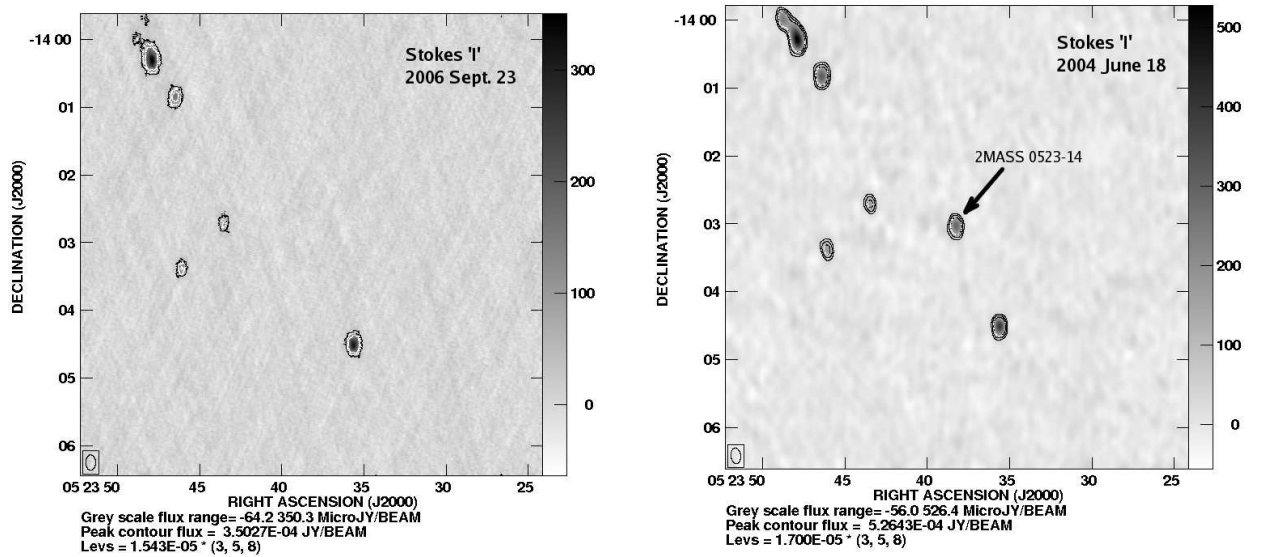 Stokes 'I'
2006 Sept. 23
-14 00
01
02
03
04
05
06
DECLINATION (J2000)
300
200
100
0
05 23 50
45
40
35
30
25
RIGHT ASCENSION (J2000)
Grey scale flux range= -64.2 350.3 MicroJY/BEAM
Peak contour flux = 3.5027E-04 JY/BEAM
Levs = 1.543E-05 * (3, 5, 8)
Stokes 'I'
2004 June 18
2MASS 0523-14
-14 00
01
02
03
04
05
06
DECLINATION (J2000)
500
400
300
200
100
0
05 23 50
45
40
35
30
25
RIGHT ASCENSION (J2000)
Grey scale flux range= -56.0 526.4 MicroJY/BEAM
Peak contour flux = 5.2643E-04 JY/BEAM
Levs = 1.700E-05 * (3, 5, 8)